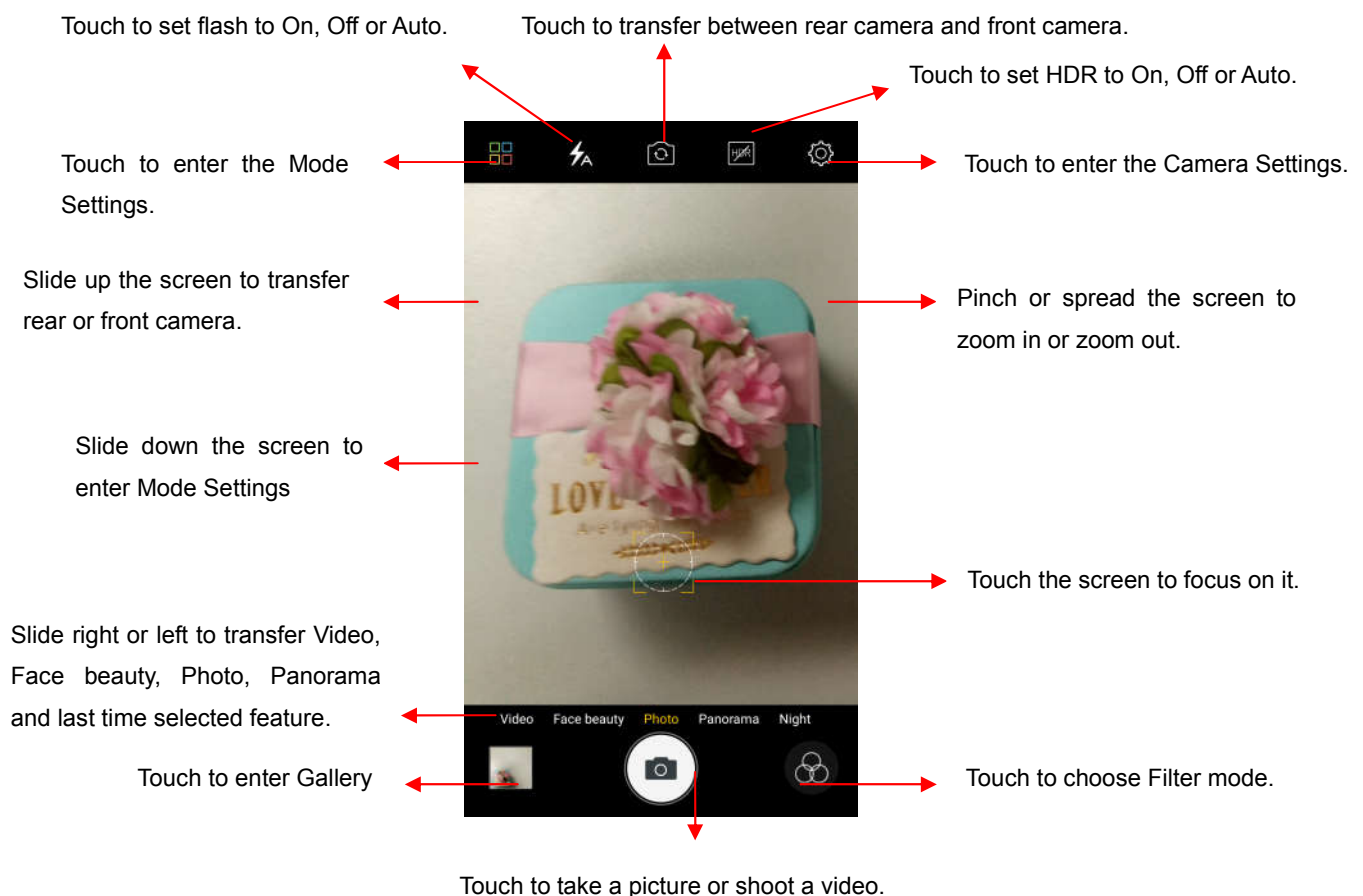 Touch to set flash to On, Off or Auto.
Touch to transfer between rear camera and front camera.
Touch to set HDR to On, Off or Auto.
HDR
A
Touch to enter the Mode
Settings.
Touch to enter the Camera Settings.
Slide up the screen to transfer
rear or front camera.
Pinch or spread the screen to
zoom in or zoom out.
Slide down the screen to
enter Mode Settings
LOVE
Touch the screen to focus on it.
Slide right or left to transfer Video,
Face beauty, Photo, Panorama
and last time selected feature.
Video Face beauty Photo Panorama Night
Touch to enter Gallery
Touch to choose Filter mode.
Touch to take a picture or shoot a video.